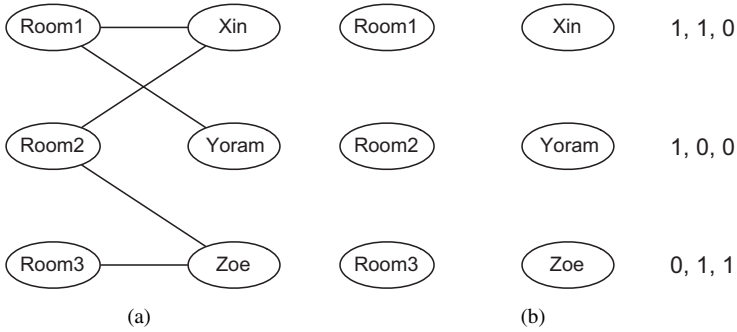 Room1 Xin Room1 Xin 1, 1, 0
Room2 Yoram Room2 Yoram 1, 0, 0
Room3 Zoe Room3 Zoe 0, 1, 1
(a) (b)